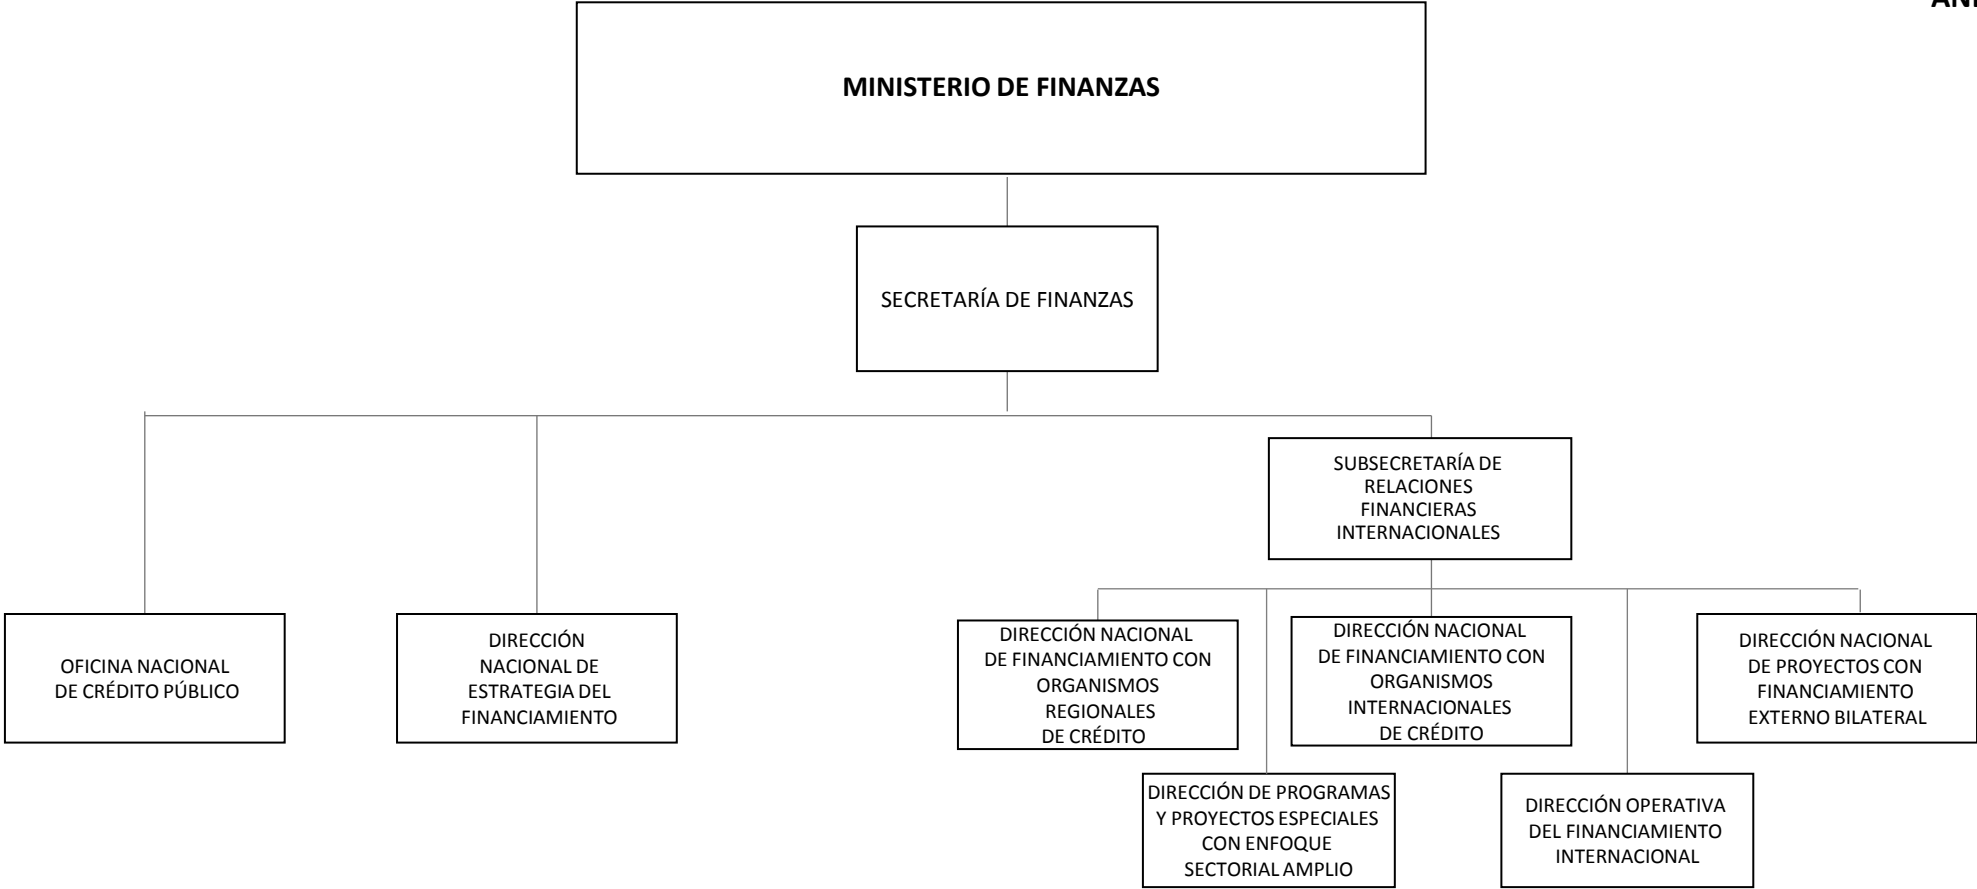 MINISTERIO DE FINANZAS
SECRETARÍA DE FINANZAS
SUBSECRETARÍA DE
RELACIONES
FINANCIERAS
INTERNACIONALES
OFICINA NACIONAL
DE CRÉDITO PÚBLICO
DIRECCIÓN
NACIONAL DE
ESTRATEGIA DEL
FINANCIAMIENTO
DIRECCIÓN NACIONAL
DE FINANCIAMIENTO CON
ORGANISMOS
REGIONALES
DE CRÉDITO
DIRECCIÓN NACIONAL
DE FINANCIAMIENTO CON
ORGANISMOS
INTERNACIONALES
DE CRÉDITO
DIRECCIÓN NACIONAL
DE PROYECTOS CON
FINANCIAMIENTO
EXTERNO BILATERAL
DIRECCIÓN DE PROGRAMAS
Y PROYECTOS ESPECIALES
CON ENFOQUE
SECTORIAL AMPLIO
DIRECCIÓN OPERATIVA
DEL FINANCIAMIENTO
INTERNACIONAL